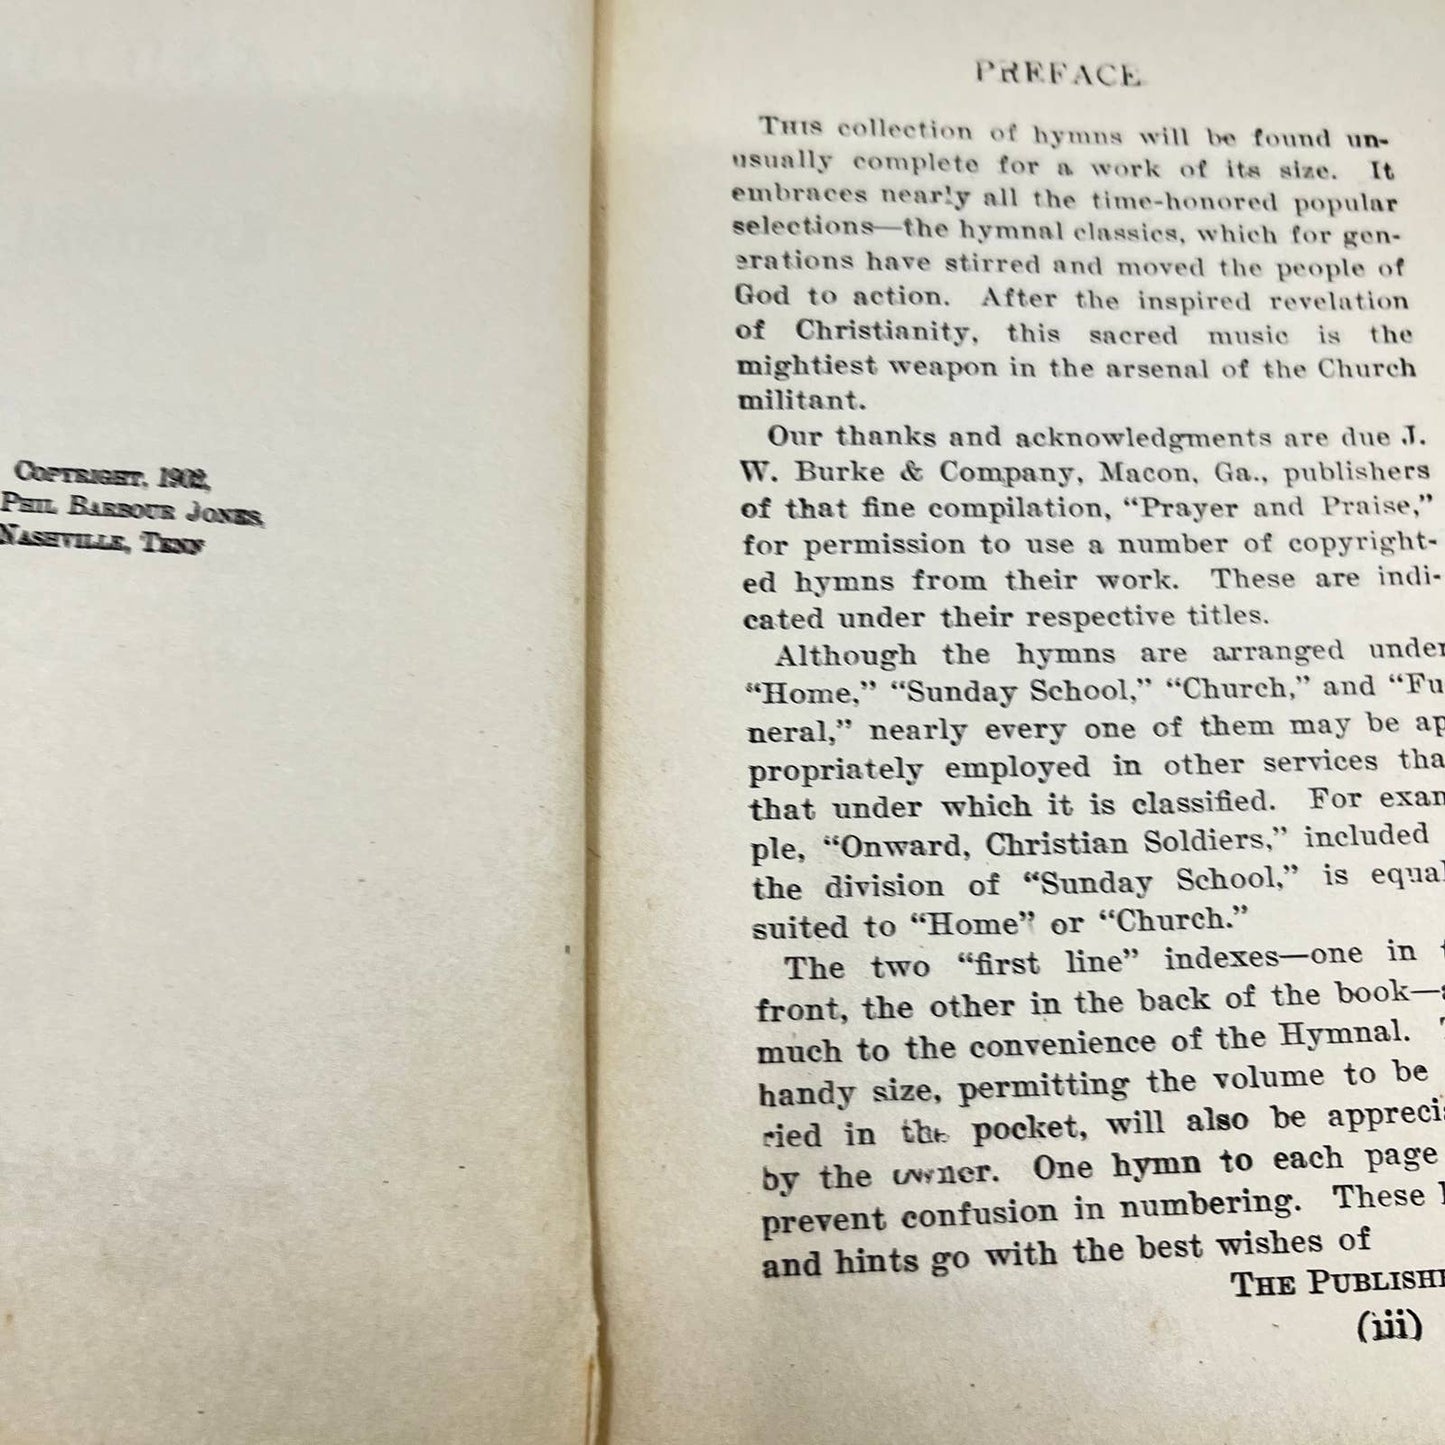 COPYRIGHT, 1902,
PHIL BARBOUR JONES,
NASHVILLE, TENN
PREFACE
THIS collection of hymns will be found un-
usually complete for a work of its size. It
embraces nearly all the time-honored popular
selections—the hymnal classics, which for gen-
erations have stirred and moved the people of
God to action. After the inspired revelation
of Christianity, this sacred music is the
mightiest weapon in the arsenal of the Church
militant.
Our thanks and acknowledgments are due J.
W. Burke & Company, Macon, Ga., publishers
of that fine compilation, “Prayer and Praise,”
for permission to use a number of copyright-
ed hymns from their work. These are indi-
cated under their respective titles.
Although the hymns are arranged under
“Home,” “Sunday School,” “Church,” and “Fu
neral,” nearly every one of them may be ap
propriately employed in other services tha
that under which it is classified. For exam
ple, “Onward, Christian Soldiers,” included
the division of “Sunday School,” is equal
suited to “Home” or “Church.”
The two “first line” indexes—one in
front, the other in the back of the book—
much to the convenience of the Hymnal.
handy size, permitting the volume to be
ried in the pocket, will also be appreci
by the owner. One hymn to each page
prevent confusion in numbering. These
and hints go with the best wishes of
THE PUBLISHE
(iii)